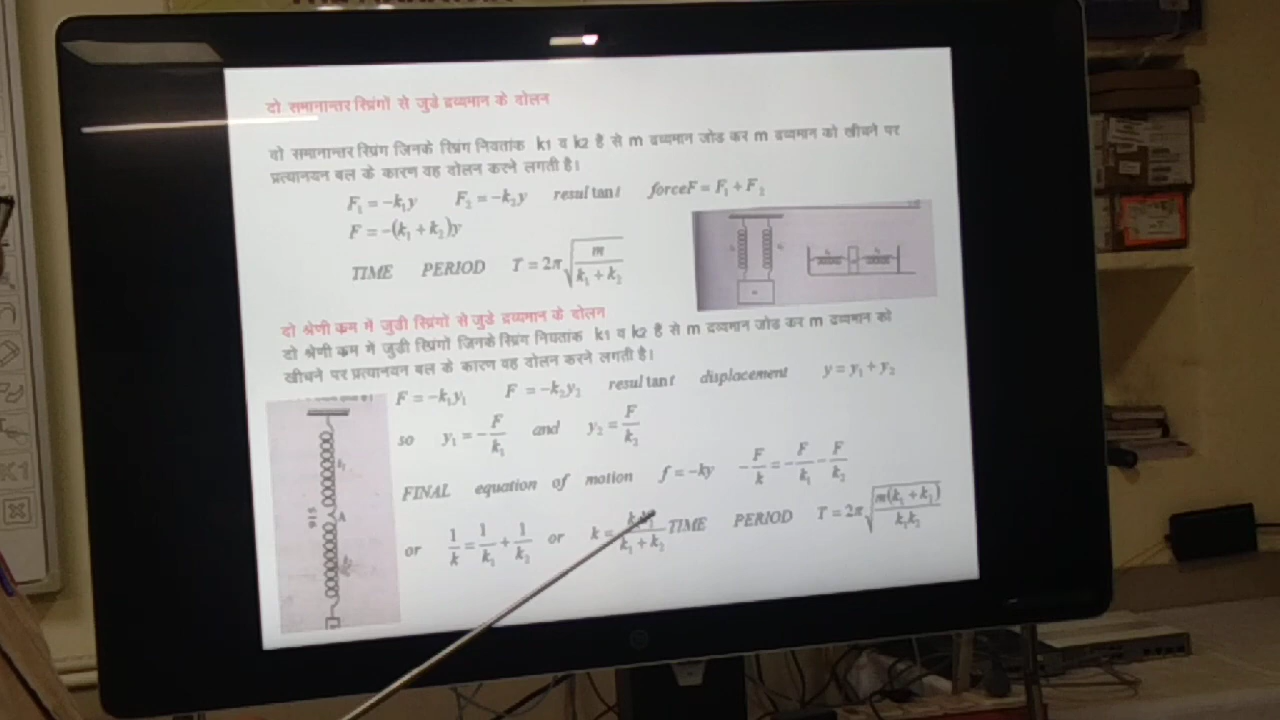 दो समानान्तर स्प्रिंगों से जुडे द्रव्यमान के दोलन
दो समानान्तर स्प्रिंग जिनके स्प्रिंग नियतांक k1 व k2 है से m द्रव्यमान जोड कर m द्रव्यमान को खीचने पर
प्रत्यानयन बल के कारण वह दोलन करने लगती है।
F₁ = −k₁y F₂ = −k₂y resultant forceF = F₁ + F₂
F = −(k₁ + k₂)y
TIME PERIOD T = 2π√(m/(k₁ + k₂))
दो श्रेणी क्रम में जुडी स्प्रिंगों से जुडे द्रव्यमान के दोलन
दो श्रेणी क्रम में जुडी स्प्रिंगों जिनके स्प्रिंग नियतांक k1 व k2 है से m द्रव्यमान जोड कर m द्रव्यमान को
खीचने पर प्रत्यानयन बल के कारण वह दोलन करने लगती है।
F = −k₁y₁ F = −k₂y₂ resultant displacement y = y₁ + y₂
so y₁ = −F/k₁ and y₂ = F/k₂
FINAL equation of motion f = −ky −F/k = −F/k₁ − F/k₂
or 1/k = 1/k₁ + 1/k₂ or k = k₁k₂/(k₁ + k₂) TIME PERIOD T = 2π√(m(k₁ + k₂)/k₁k₂)
A
K1